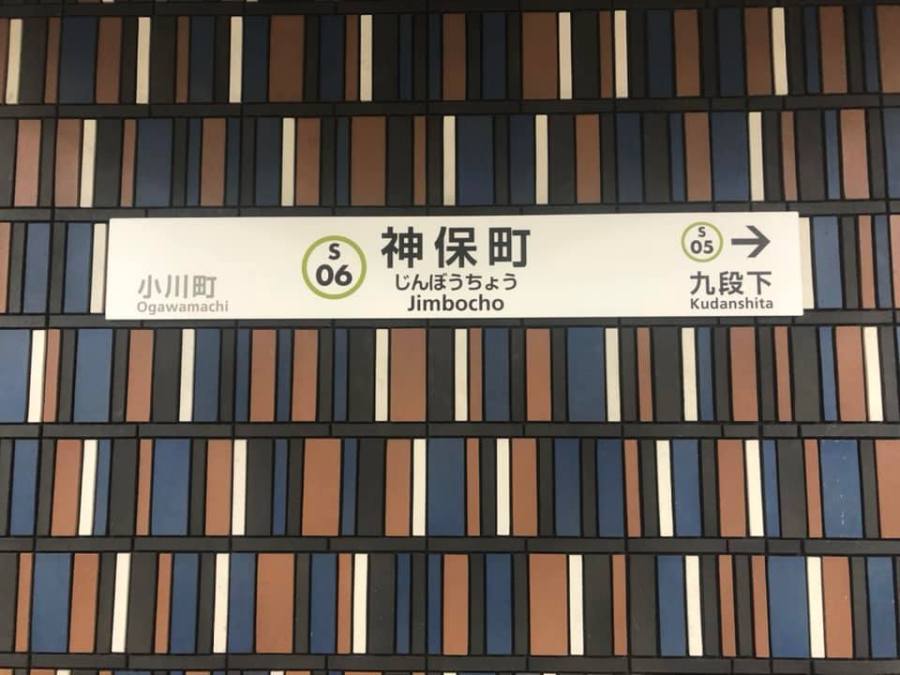 小川町
Ogawamachi
S
06
神保町
じんぼうちょう
Jimbocho
S
05
→
九段下
Kudanshita